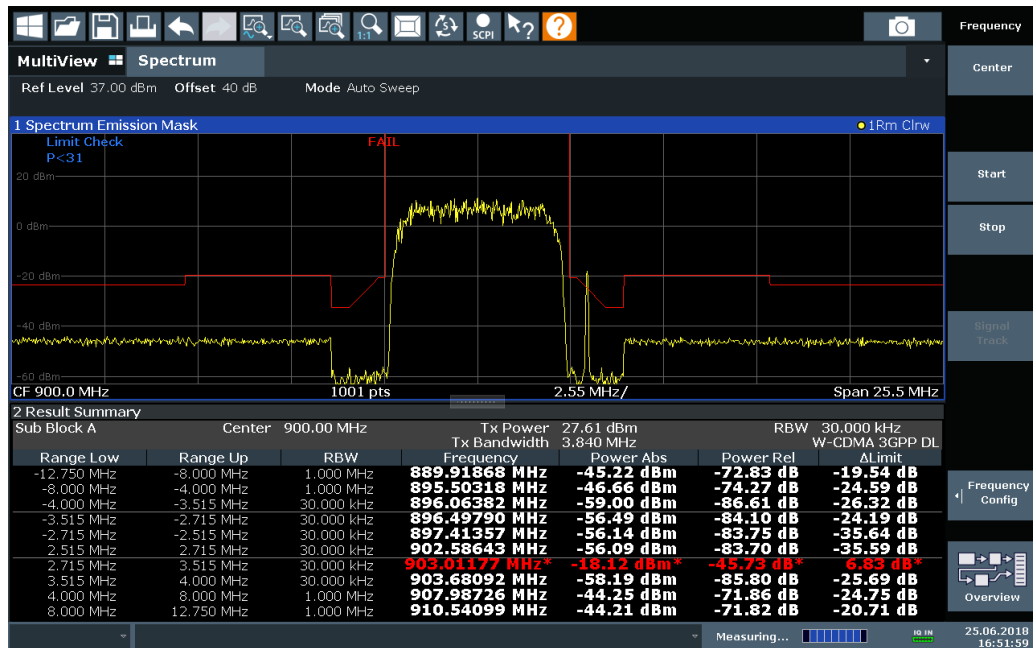 1:1
SCPI
?
?
Frequency
MultiView Spectrum
Center
Ref Level 37.00 dBm Offset 40 dB Mode Auto Sweep
1 Spectrum Emission Mask 1Rm Clrw
Limit Check FAIL
P<31
20 dBm
0 dBm
-20 dBm
-40 dBm
-60 dBm
CF 900.0 MHz 1001 pts 2.55 MHz/ Span 25.5 MHz
Start
Stop
Signal
Track
2 Result Summary
Sub Block A Center 900.00 MHz Tx Power 27.61 dBm RBW 30.000 kHz
Tx Bandwidth 3.840 MHz W-CDMA 3GPP DL
Range Low Range Up RBW Frequency Power Abs Power Rel ΔLimit
-12.750 MHz -8.000 MHz 1.000 MHz 889.91868 MHz -45.22 dBm -72.83 dB -19.54 dB
-8.000 MHz -4.000 MHz 1.000 MHz 895.50318 MHz -46.66 dBm -74.27 dB -24.59 dB
-4.000 MHz -3.515 MHz 30.000 kHz 896.06382 MHz -59.00 dBm -86.61 dB -26.32 dB
-3.515 MHz -2.715 MHz 30.000 kHz 896.49790 MHz -56.49 dBm -84.10 dB -24.19 dB
-2.715 MHz -2.515 MHz 30.000 kHz 897.41357 MHz -56.14 dBm -83.75 dB -35.64 dB
2.515 MHz 2.715 MHz 30.000 kHz 902.58643 MHz -56.09 dBm -83.70 dB -35.59 dB
2.715 MHz 3.515 MHz 30.000 kHz 903.01177 MHz* -18.12 dBm* -45.73 dB* 6.83 dB*
3.515 MHz 4.000 MHz 30.000 kHz 903.68092 MHz -58.19 dBm -85.80 dB -25.69 dB
4.000 MHz 8.000 MHz 1.000 MHz 907.98726 MHz -44.25 dBm -71.86 dB -24.75 dB
8.000 MHz 12.750 MHz 1.000 MHz 910.54099 MHz -44.21 dBm -71.82 dB -20.71 dB
Frequency
Config
Overview
Measuring... IQ IN 25.06.2018
16:51:59